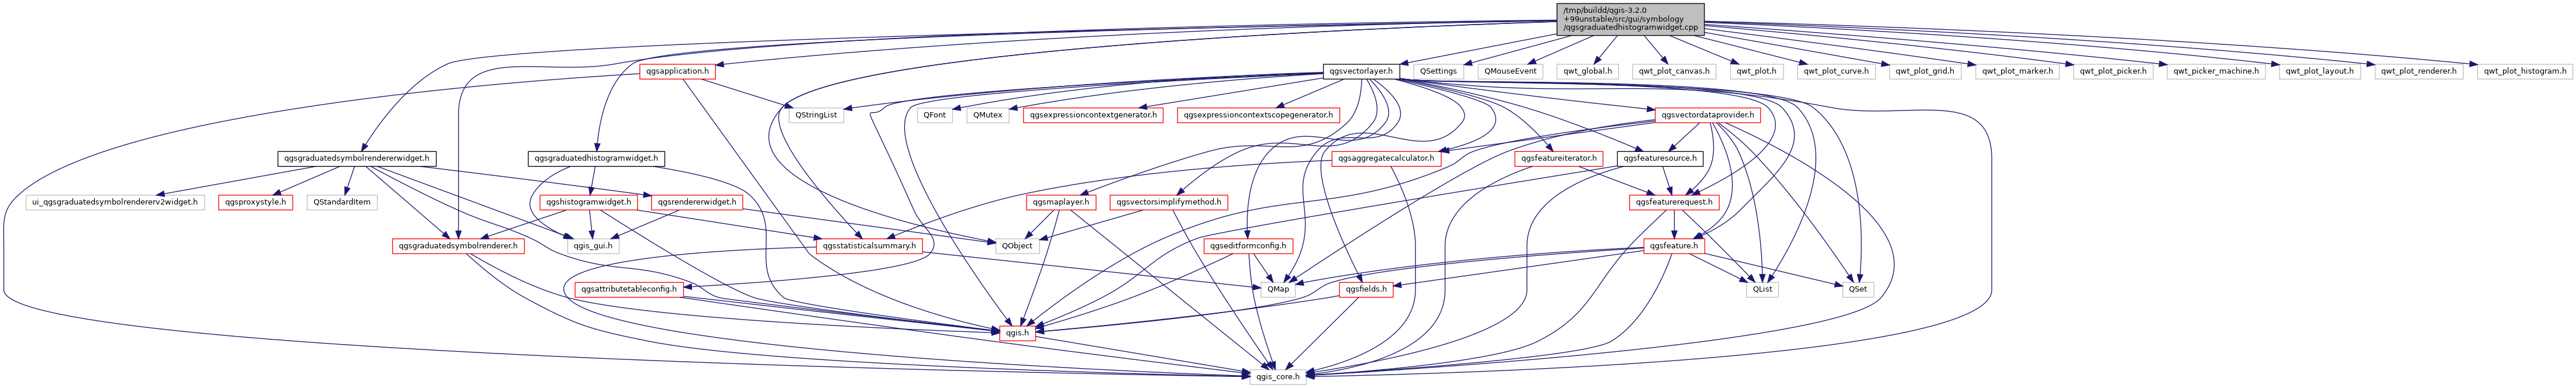 /tmp/buildd/qgis-3.2.0
+99unstable/src/gui/symbology
/qgsgraduatedhistogramwidget.cpp
qgsapplication.h
qgsvectorlayer.h
QSettings
QMouseEvent
qwt_global.h
qwt_plot_canvas.h
qwt_plot.h
qwt_plot_curve.h
qwt_plot_grid.h
qwt_plot_marker.h
qwt_plot_picker.h
qwt_picker_machine.h
qwt_plot_layout.h
qwt_plot_renderer.h
qwt_plot_histogram.h
QStringList
QFont
QMutex
qgsexpressioncontextgenerator.h
qgsexpressioncontextscopegenerator.h
qgsvectordataprovider.h
qgsgraduatedsymbolrendererwidget.h
qgsgraduatedhistogramwidget.h
qgsaggregatecalculator.h
qgsfeatureiterator.h
qgsfeaturesource.h
ui_qgsgraduatedsymbolrendererv2widget.h
qgsproxystyle.h
QStandardItem
qgshistogramwidget.h
qgsrendererwidget.h
qgsmaplayer.h
qgsvectorsimplifymethod.h
qgsfeaturerequest.h
qgsgraduatedsymbolrenderer.h
qgis_gui.h
qgsstatisticalsummary.h
QObject
qgseditformconfig.h
qgsfeature.h
qgsattributetableconfig.h
QMap
qgsfields.h
QList
QSet
qgis.h
qgis_core.h